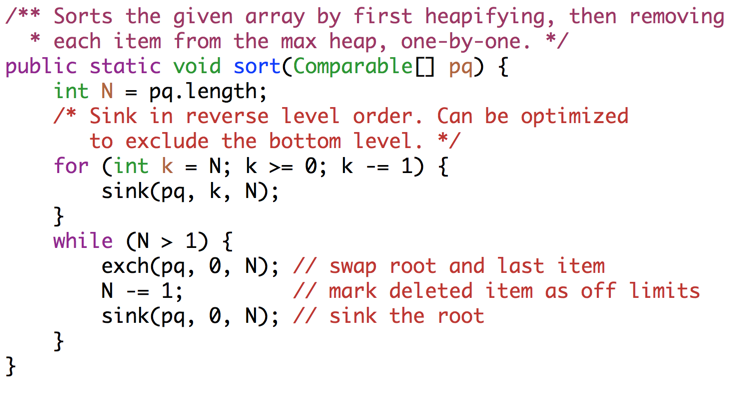 /** Sorts the given array by first heapifying, then removing
  * each item from the max heap, one-by-one. */
public static void sort(Comparable[] pq) {
    int N = pq.length;
    /* Sink in reverse level order. Can be optimized
       to exclude the bottom level. */
    for (int k = N; k >= 0; k -= 1) {
        sink(pq, k, N);
    }
    while (N > 1) {
        exch(pq, 0, N); // swap root and last item
        N -= 1;         // mark deleted item as off limits
        sink(pq, 0, N); // sink the root
    }
}